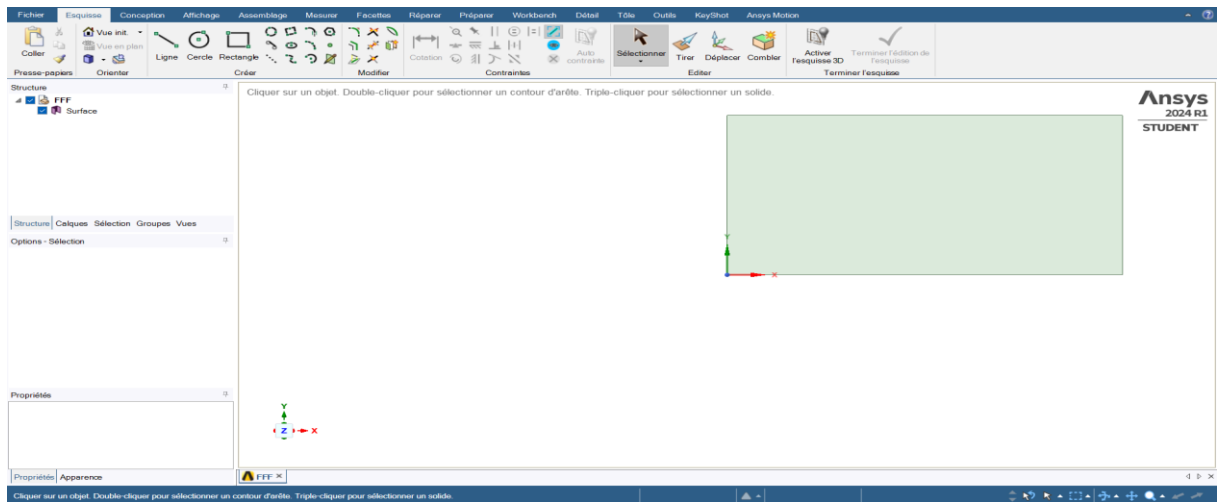 Fichier Esquisse Conception Affichage Assemblage Mesurer Facettes Réparer Préparer Workbench Détail Tôle Outils KeyShot Ansys Motion
Coller
Vue init.
Vue en plan
Ligne Cercle Rectangle
Cotation
Auto
contrainte
Sélectionner
Tirer Déplacer Combler
Activer
l'esquisse 3D
Terminer l'édition de
l'esquisse
Presse-papiers Orienter Créer Modifier Contraintes Editer Terminer l'esquisse
Structure
FFF
Surface
Structure Calques Sélection Groupes Vues
Options - Sélection
Propriétés
Propriétés Apparence
Cliquer sur un objet. Double-cliquer pour sélectionner un contour d'arête. Triple-cliquer pour sélectionner un solide.
Ansys
2024 R1
STUDENT
Y
X
Y
Z X
FFF
Cliquer sur un objet. Double-cliquer pour sélectionner un contour d'arête. Triple-cliquer pour sélectionner un solide.